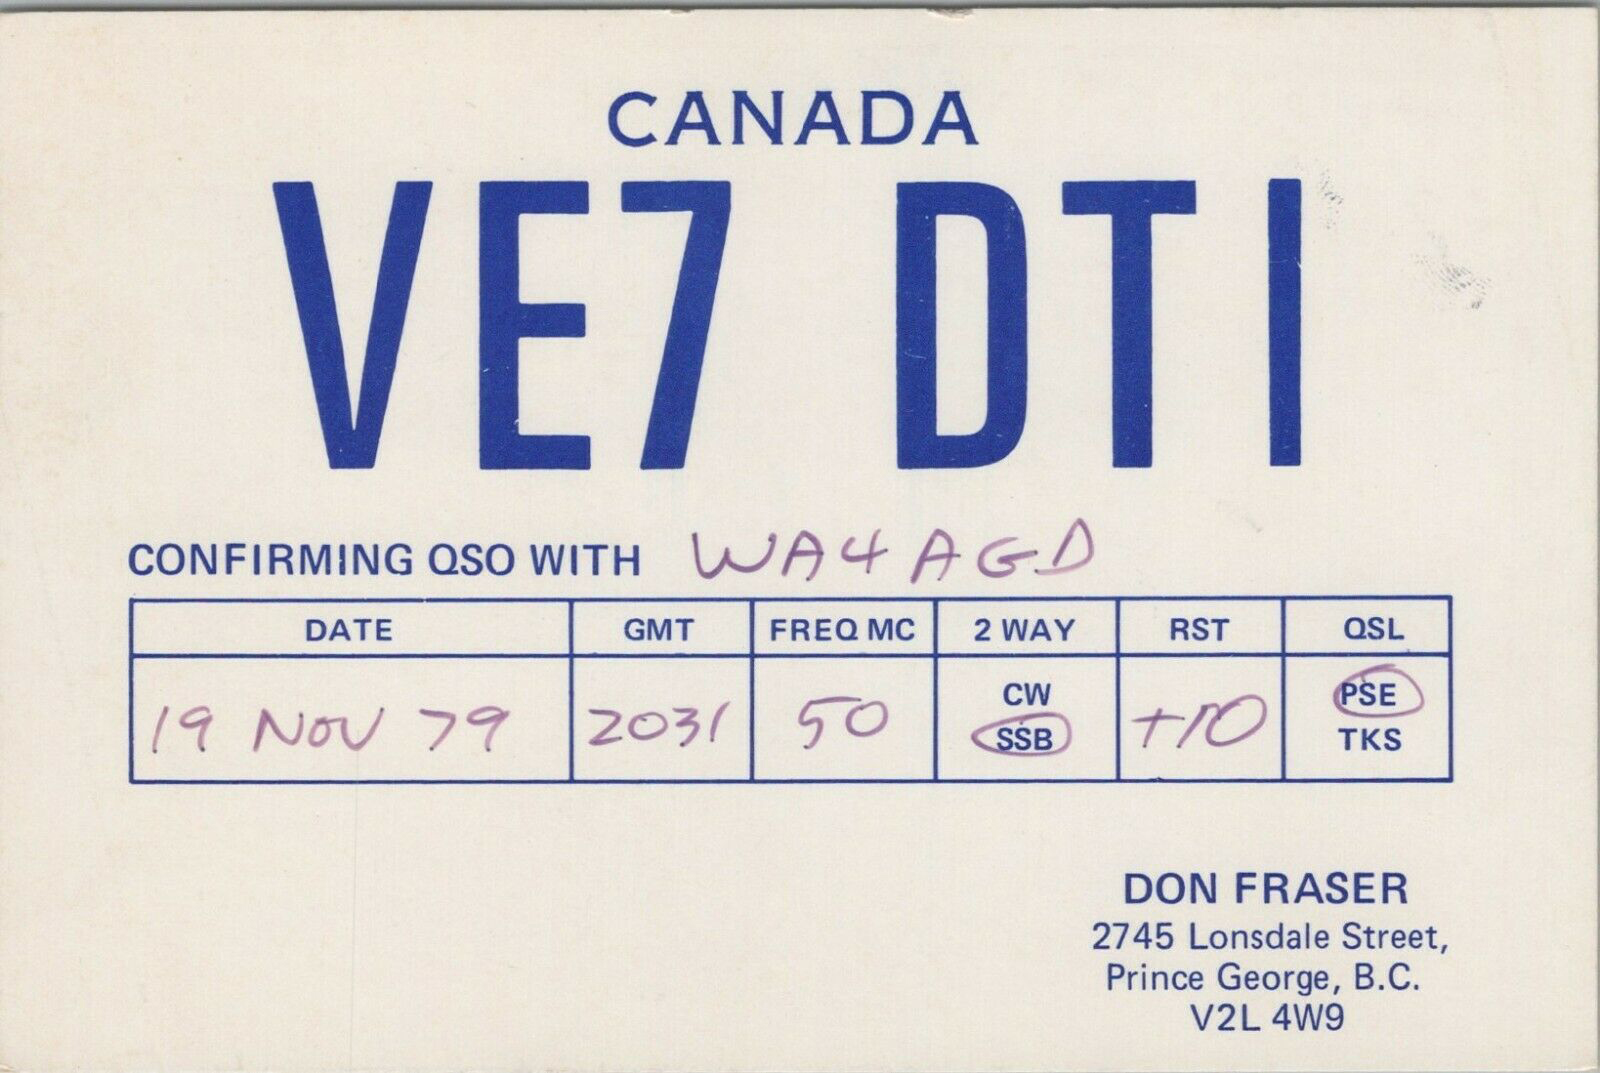 CANADA
VE7 DTI
CONFIRMING QSO WITH WA4AGD
DATE GMT FREQ MC 2 WAY RST QSL
CW PSE
19 NOV 79 2031 50 SSB +10 TKS
DON FRASER
2745 Lonsdale Street,
Prince George, B.C.
V2L 4W9